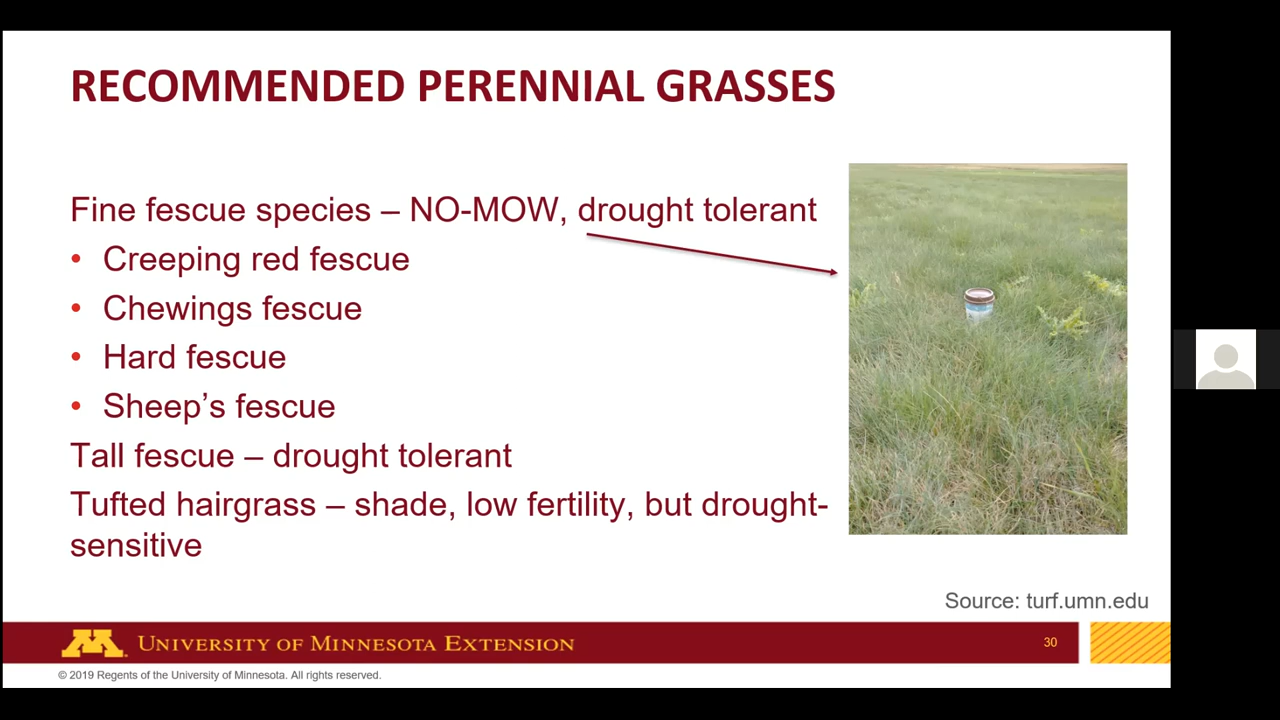 RECOMMENDED PERENNIAL GRASSES
Fine fescue species – NO-MOW, drought tolerant
• Creeping red fescue
• Chewings fescue
• Hard fescue
• Sheep’s fescue
Tall fescue – drought tolerant
Tufted hairgrass – shade, low fertility, but drought-
sensitive
Source: turf.umn.edu
M UNIVERSITY OF MINNESOTA EXTENSION
30
© 2019 Regents of the University of Minnesota. All rights reserved.